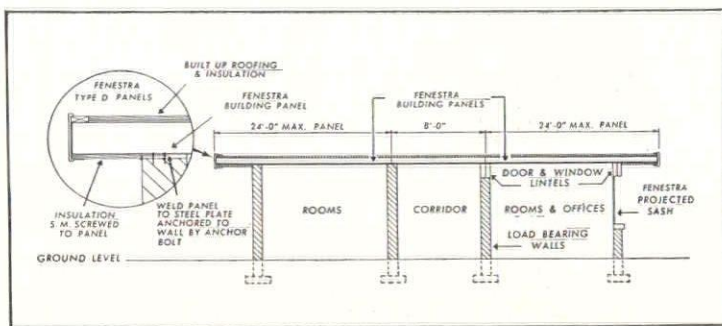 BUILT UP ROOFING
& INSULATION
FENESTRA
TYPE D PANELS
FENESTRA
BUILDING PANEL
FENESTRA
BUILDING PANELS
24'-0" MAX. PANEL
8'-0"
24'-0" MAX. PANEL
DOOR & WINDOW
LINTELS
INSULATION
S.M. SCREWED
TO PANEL
WELD PANEL
TO STEEL PLATE
ANCHORED TO
WALL BY ANCHOR
BOLT
ROOMS
CORRIDOR
ROOMS & OFFICES
FENESTRA
PROJECTED
SASH
LOAD BEARING
WALLS
GROUND LEVEL